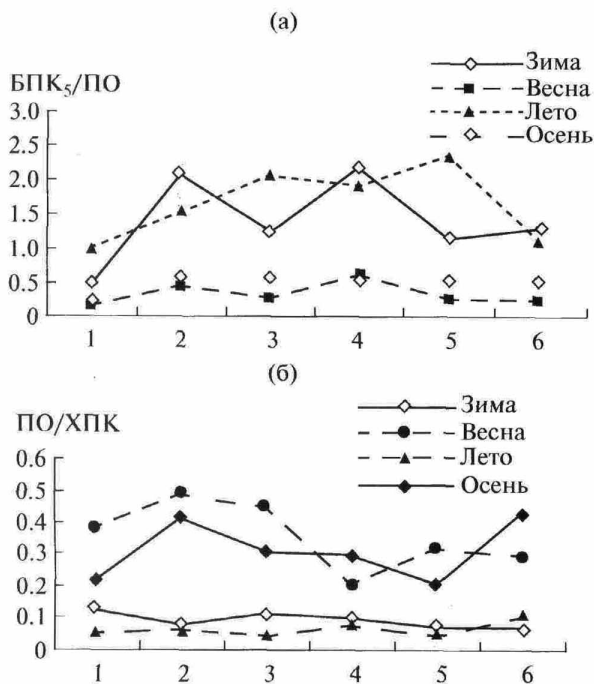 (а)
БПК5/ПО
Зима
Весна
Лето
Осень
3.0
2.5
2.0
1.5
1.0
0.5
0
1 2 3 4 5 6
(б)
ПО/ХПК
Зима
Весна
Лето
Осень
0.6
0.5
0.4
0.3
0.2
0.1
0
1 2 3 4 5 6